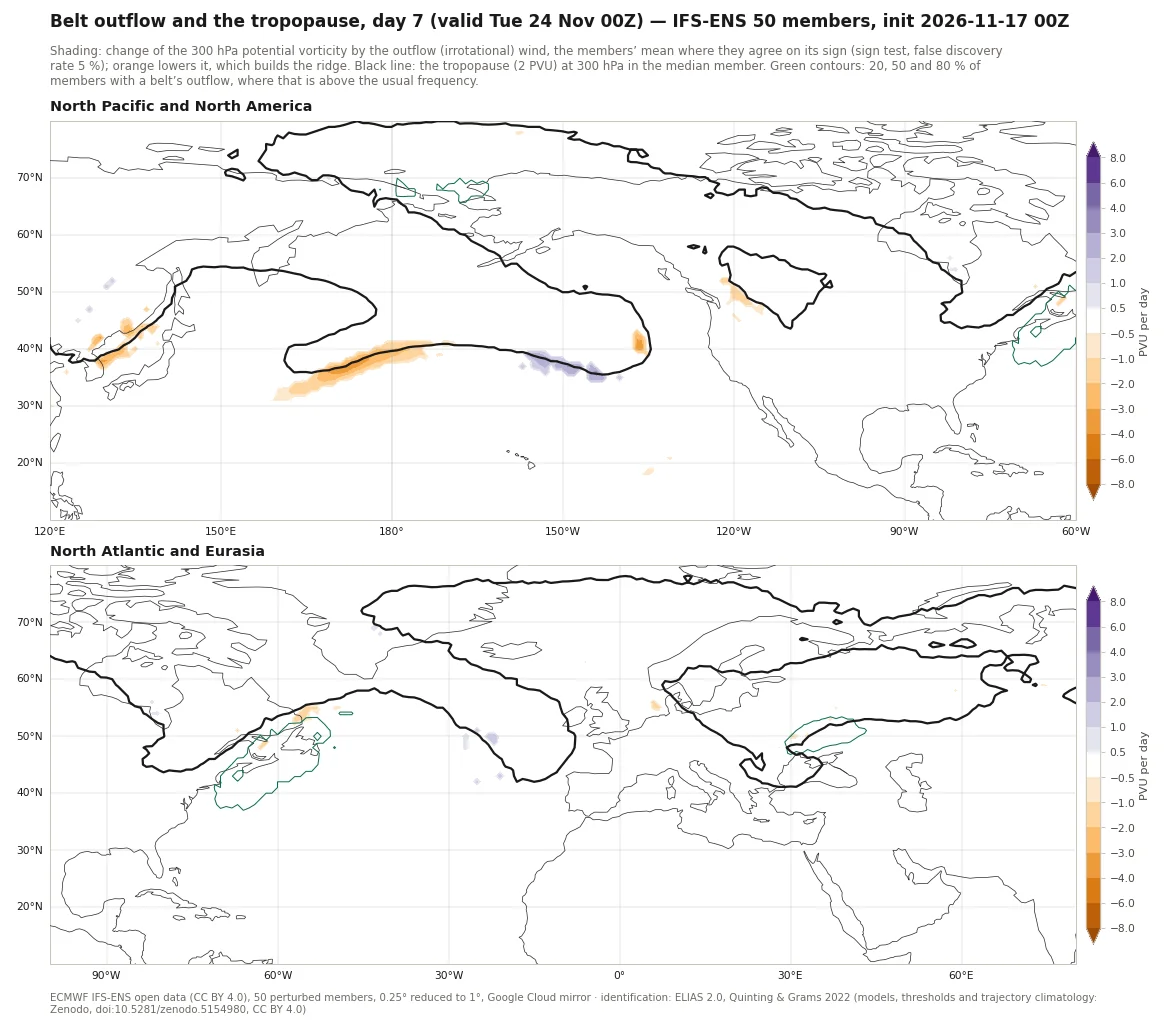 Belt outflow and the tropopause, day 7 (valid Tue 24 Nov 00Z) — IFS-ENS 50 members, init 2026-11-17 00Z
Shading: change of the 300 hPa potential vorticity by the outflow (irrotational) wind, the members’ mean where they agree on its sign (sign test, false discovery
rate 5 %); orange lowers it, which builds the ridge. Black line: the tropopause (2 PVU) at 300 hPa in the median member. Green contours: 20, 50 and 80 % of
members with a belt’s outflow, where that is above the usual frequency.
North Pacific and North America
70°N
60°N
50°N
40°N
30°N
20°N
120°E 150°E 180° 150°W 120°W 90°W 60°W
8.0
6.0
4.0
3.0
2.0
1.0
0.5
−0.5
−1.0
−2.0
−3.0
−4.0
−6.0
−8.0
PVU per day
North Atlantic and Eurasia
70°N
60°N
50°N
40°N
30°N
20°N
90°W 60°W 30°W 0° 30°E 60°E
8.0
6.0
4.0
3.0
2.0
1.0
0.5
−0.5
−1.0
−2.0
−3.0
−4.0
−6.0
−8.0
PVU per day
ECMWF IFS-ENS open data (CC BY 4.0), 50 perturbed members, 0.25° reduced to 1°, Google Cloud mirror · identification: ELIAS 2.0, Quinting & Grams 2022 (models, thresholds and trajectory climatology:
Zenodo, doi:10.5281/zenodo.5154980, CC BY 4.0)